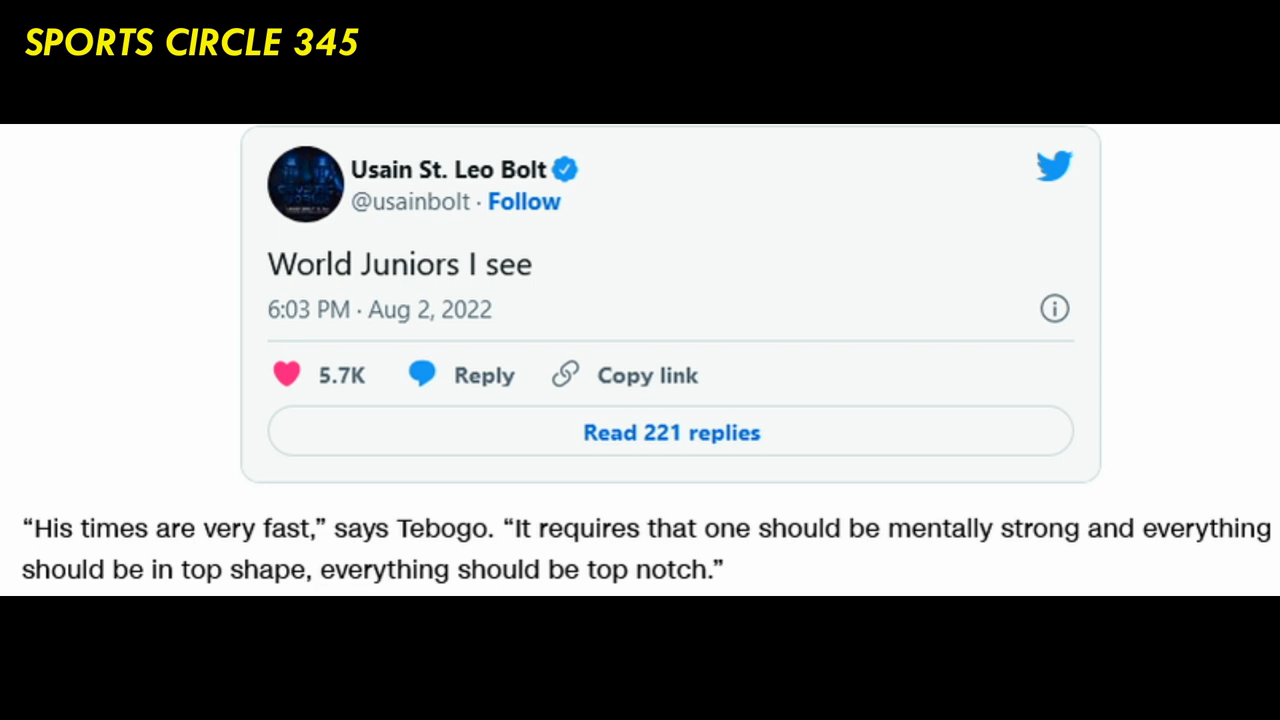 SPORTS CIRCLE 345
Usain St. Leo Bolt
@usainbolt · Follow
World Juniors I see
6:03 PM · Aug 2, 2022
5.7K Reply Copy link
Read 221 replies
“His times are very fast,” says Tebogo. “It requires that one should be mentally strong and everything
should be in top shape, everything should be top notch.”